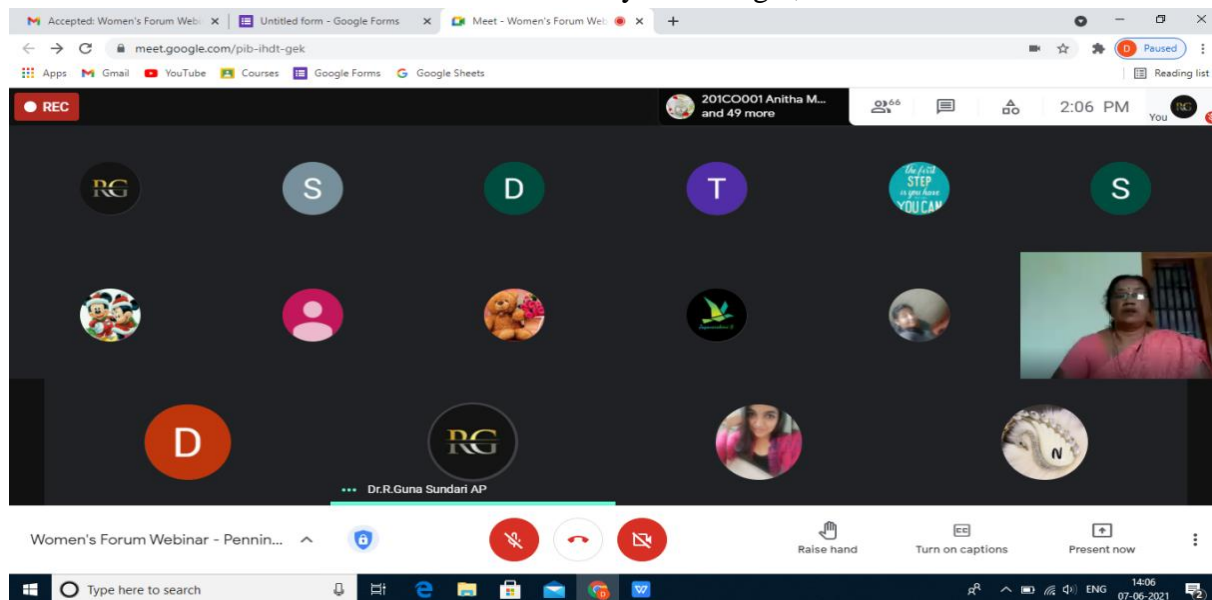 Accepted: Women's Forum Webi
Untitled form - Google Forms
Meet - Women's Forum Web
meet.google.com/pib-ihdt-gek
D Paused
Apps
Gmail
YouTube
Courses
Google Forms
Google Sheets
Reading list
REC
201CO001 Anitha M...
and 49 more
66
2:06 PM
You
RG
RG
S
D
T
The first
STEP
is you have
YOU CAN
S
D
RG
N
Dr.R.Guna Sundari AP
Women's Forum Webinar - Pennin...
Raise hand
Turn on captions
Present now
Type here to search
ENG
14:06
07-06-2021
2